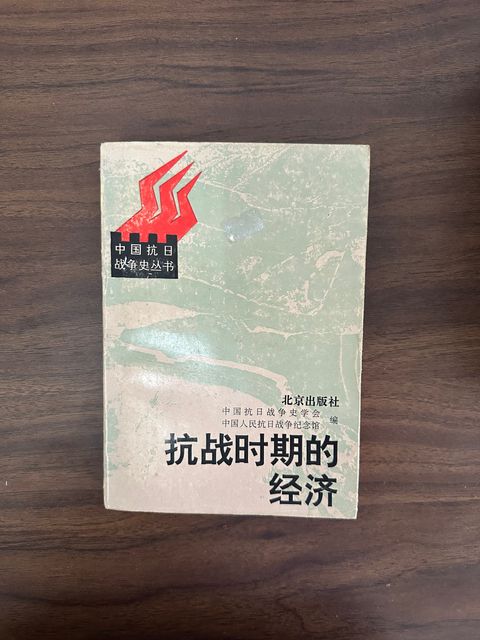 中国抗日
战争史丛书
北京出版社
中国抗日战争史学会
中国人民抗日战争纪念馆
编
抗战时期的
经济